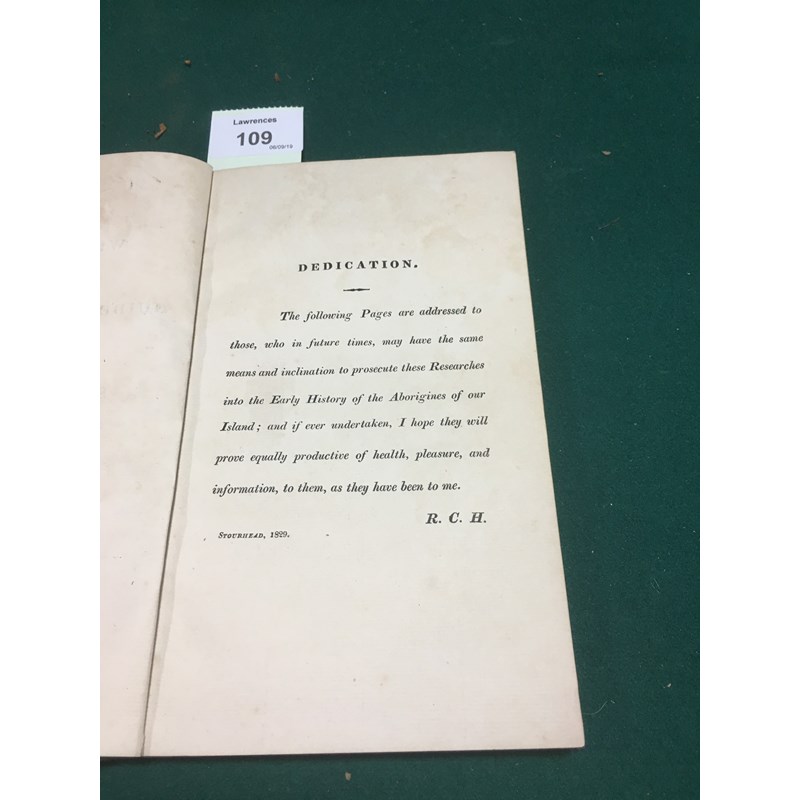 Lawrences
109
06/09/19
DEDICATION.
The following Pages are addressed to
those, who in future times, may have the same
means and inclination to prosecute these Researches
into the Early History of the Aborigines of our
Island; and if ever undertaken, I hope they will
prove equally productive of health, pleasure, and
information, to them, as they have been to me.
R. C. H.
STOURHEAD, 1829.